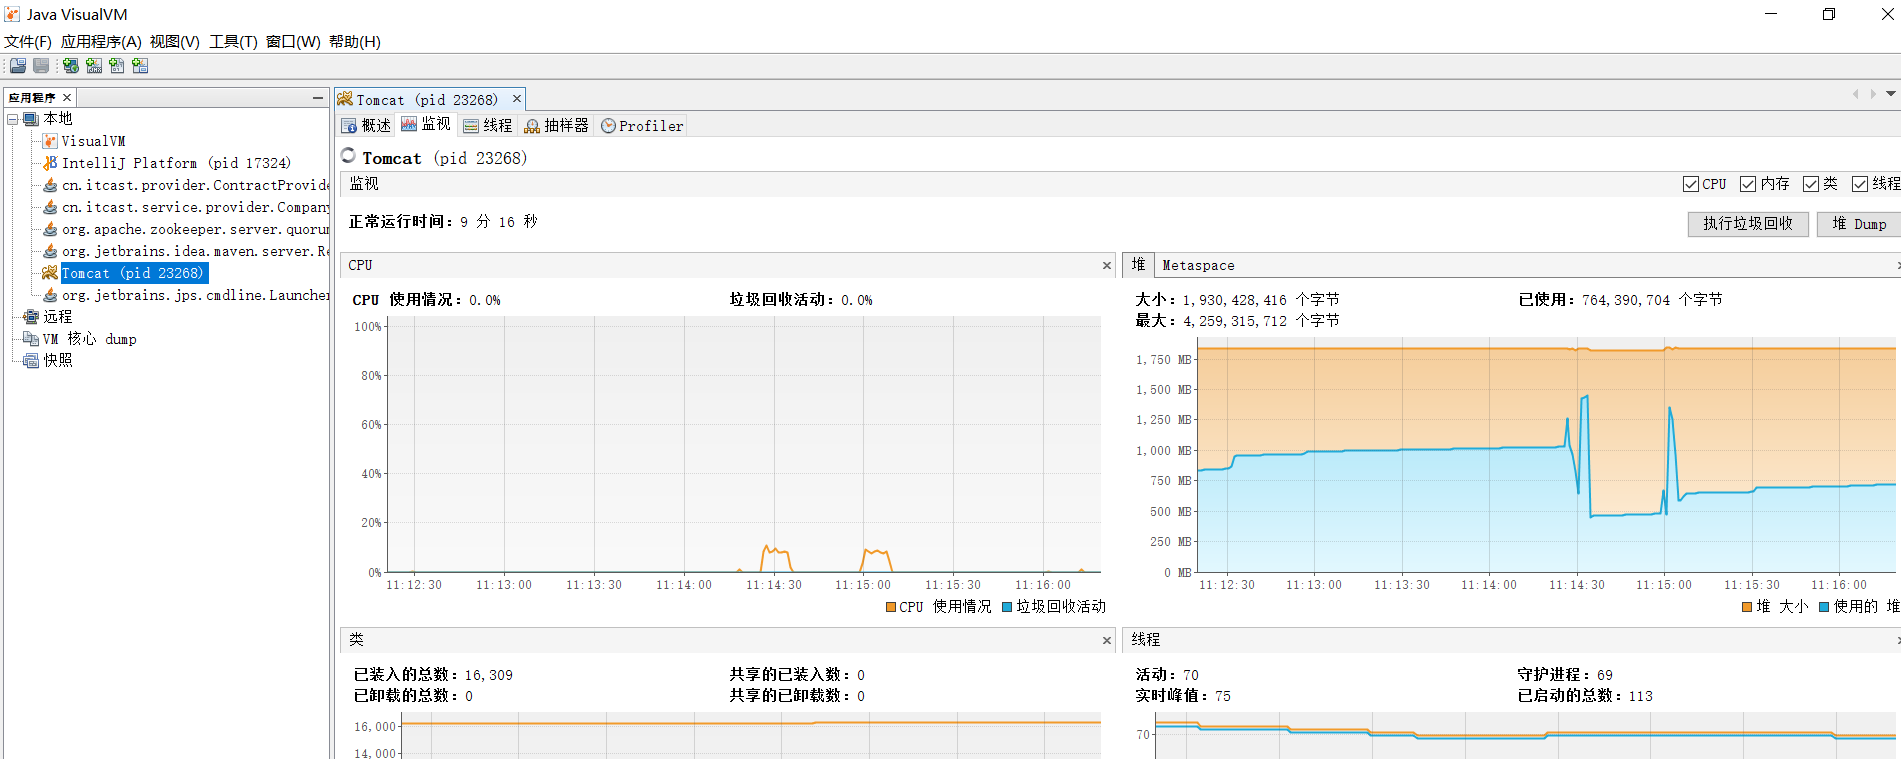 Java VisualVM
文件(F) 应用程序(A) 视图(V) 工具(T) 窗口(W) 帮助(H)
应用程序
本地
VisualVM
IntelliJ Platform (pid 17324)
cn.itcast.provider.ContractProvide
cn.itcast.service.provider.Company
org.apache.zookeeper.server.quorum
org.jetbrains.idea.maven.server.Re
Tomcat (pid 23268)
org.jetbrains.jps.cmdline.Launcher
远程
VM 核心 dump
快照
Tomcat (pid 23268)
概述 监视 线程 抽样器 Profiler
Tomcat (pid 23268)
监视 CPU 内存 类 线程
正常运行时间: 9 分 16 秒 执行垃圾回收 堆 Dump
CPU
CPU 使用情况: 0.0% 垃圾回收活动: 0.0%
100%
80%
60%
40%
20%
0%
11:12:30 11:13:00 11:13:30 11:14:00 11:14:30 11:15:00 11:15:30 11:16:00
CPU 使用情况 垃圾回收活动
堆 Metaspace
大小: 1,930,428,416 个字节 已使用: 764,390,704 个字节
最大: 4,259,315,712 个字节
1,750 MB
1,500 MB
1,250 MB
1,000 MB
750 MB
500 MB
250 MB
0 MB
11:12:30 11:13:00 11:13:30 11:14:00 11:14:30 11:15:00 11:15:30 11:16:00
堆 大小 使用的 堆
类
已装入的总数: 16,309 共享的已装入数: 0
已卸载的总数: 0 共享的已卸载数: 0
16,000
14,000
线程
活动: 70 守护进程: 69
实时峰值: 75 已启动的总数: 113
70